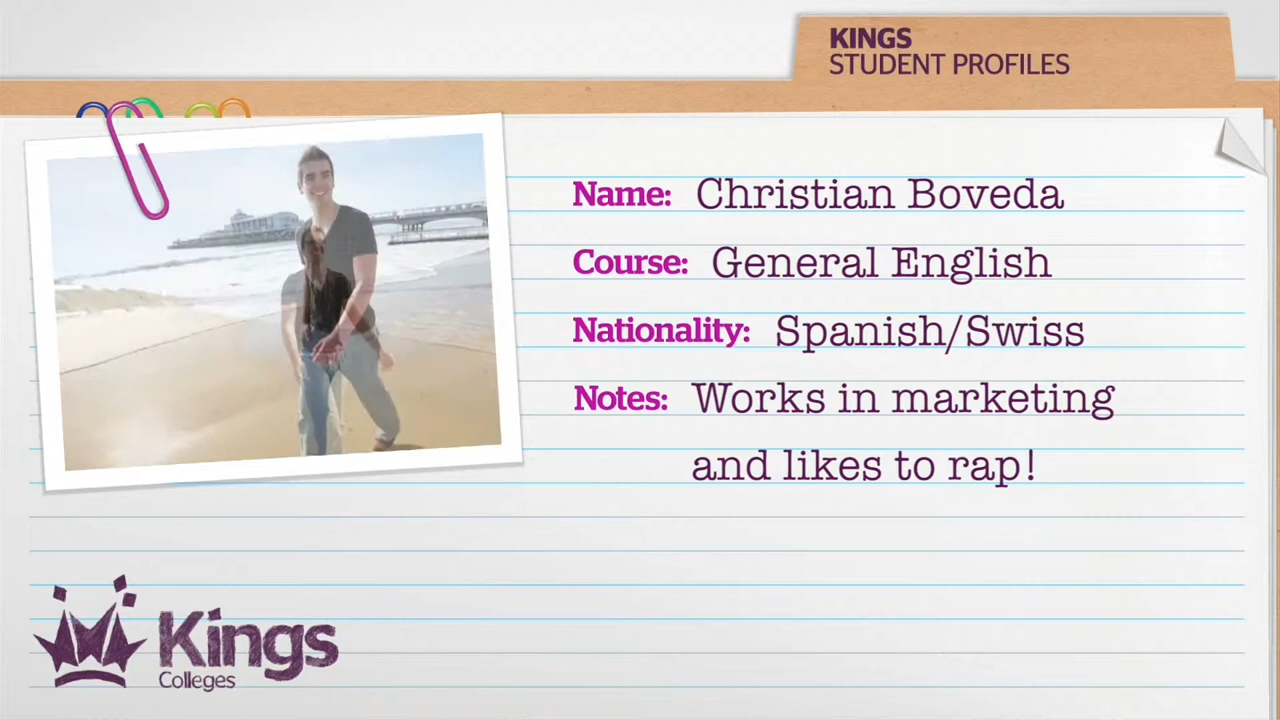 KINGS
STUDENT PROFILES
Name: Christian Boveda
Course: General English
Nationality: Spanish/Swiss
Notes: Works in marketing
and likes to rap!
Kings
Colleges